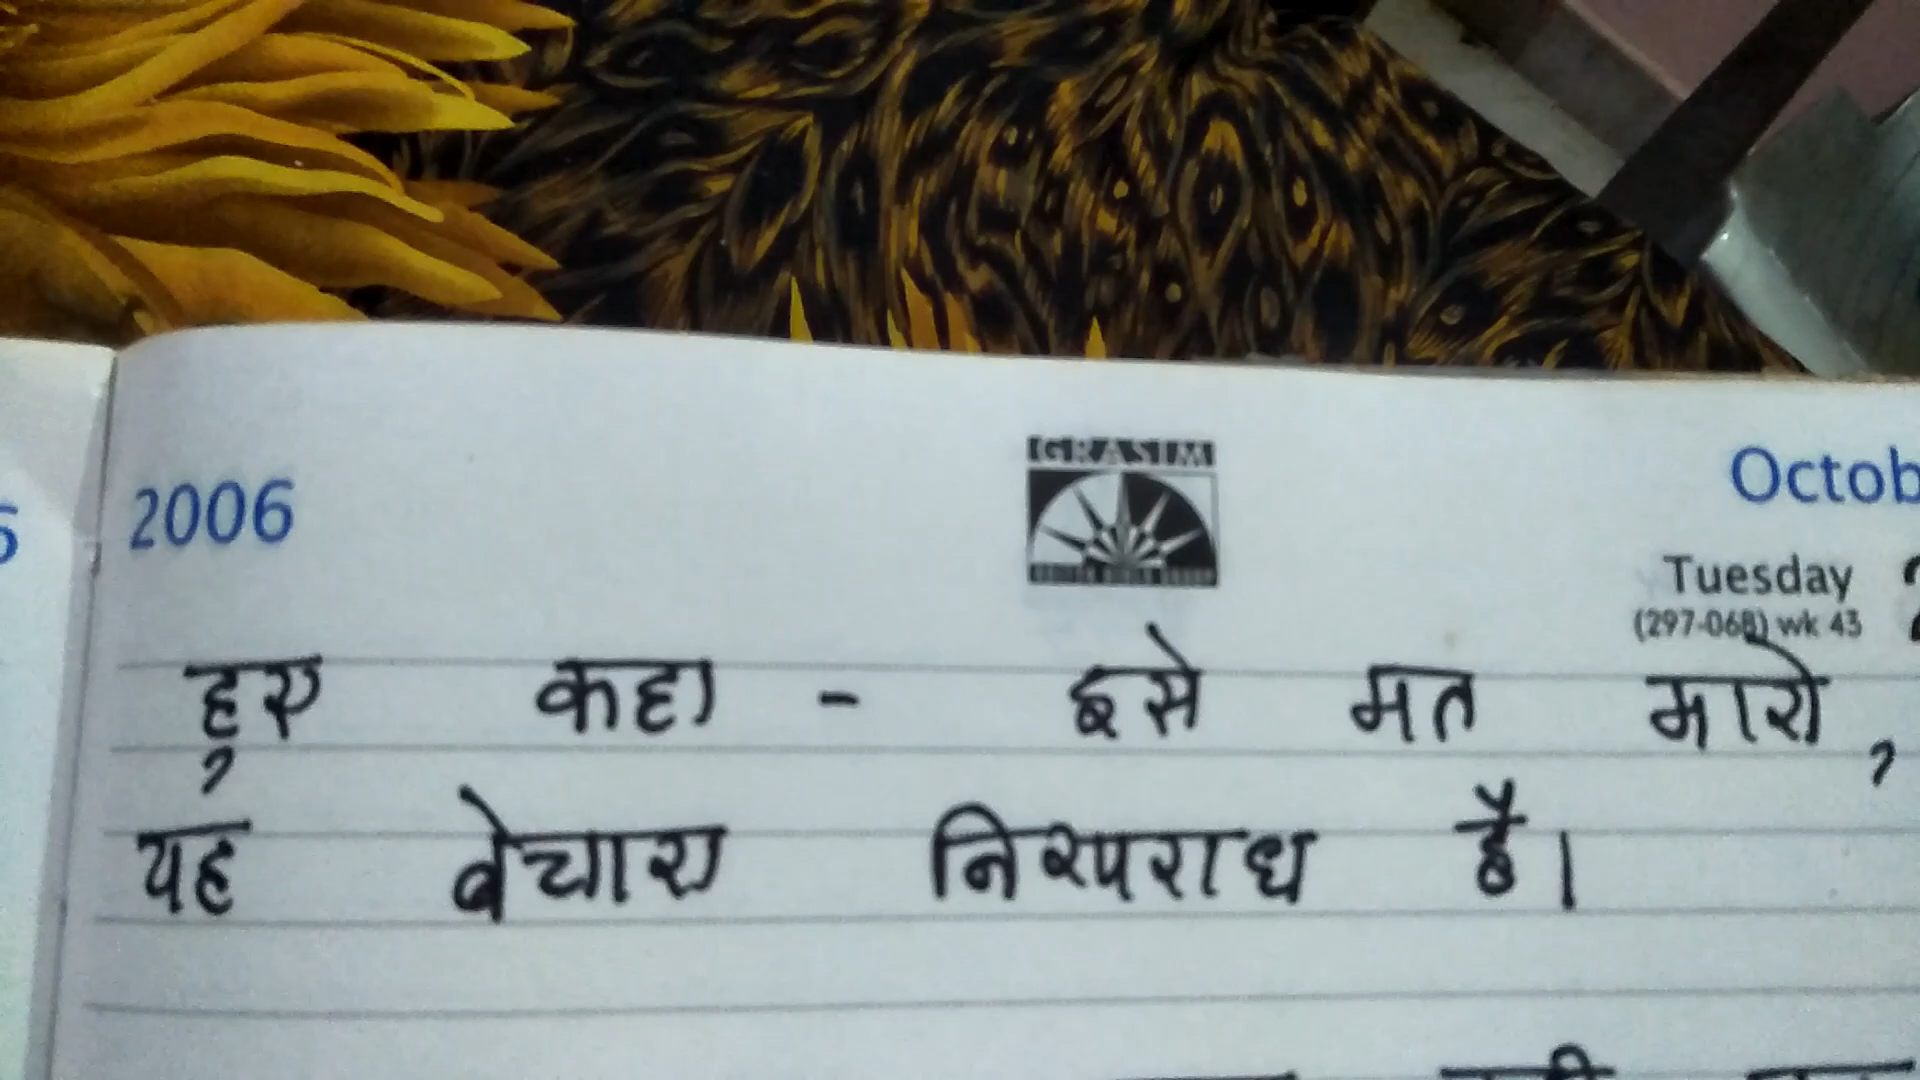 2006
GRASIM
Octob
Tuesday
(297-068) wk 43
हुए कहा - इसे मत मारो,
यह बेचारा निरपराध है।